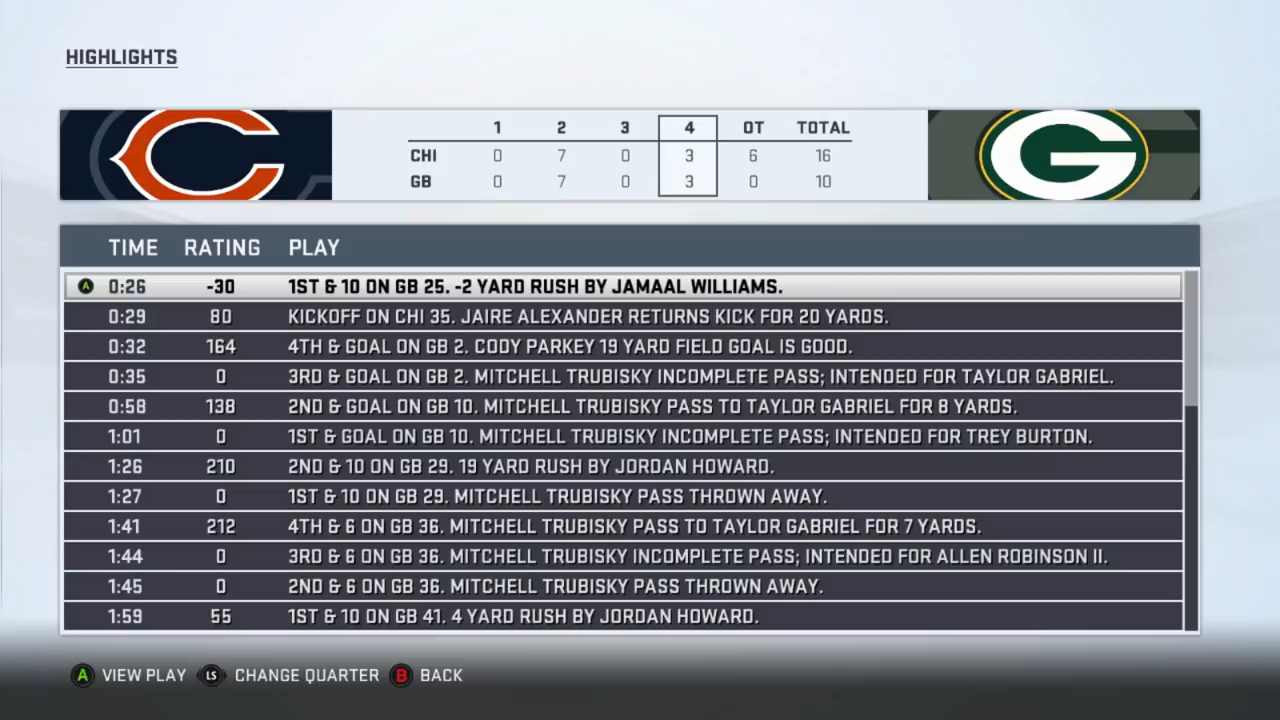 HIGHLIGHTS
1 2 3 4 OT TOTAL
CHI 0 7 0 3 6 16
GB 0 7 0 3 0 10
TIME RATING PLAY
A 0:26 -30 1ST & 10 ON GB 25. -2 YARD RUSH BY JAMAAL WILLIAMS.
0:29 80 KICKOFF ON CHI 35. JAIRE ALEXANDER RETURNS KICK FOR 20 YARDS.
0:32 164 4TH & GOAL ON GB 2. CODY PARKEY 19 YARD FIELD GOAL IS GOOD.
0:35 0 3RD & GOAL ON GB 2. MITCHELL TRUBISKY INCOMPLETE PASS; INTENDED FOR TAYLOR GABRIEL.
0:58 138 2ND & GOAL ON GB 10. MITCHELL TRUBISKY PASS TO TAYLOR GABRIEL FOR 8 YARDS.
1:01 0 1ST & GOAL ON GB 10. MITCHELL TRUBISKY INCOMPLETE PASS; INTENDED FOR TREY BURTON.
1:26 210 2ND & 10 ON GB 29. 19 YARD RUSH BY JORDAN HOWARD.
1:27 0 1ST & 10 ON GB 29. MITCHELL TRUBISKY PASS THROWN AWAY.
1:41 212 4TH & 6 ON GB 36. MITCHELL TRUBISKY PASS TO TAYLOR GABRIEL FOR 7 YARDS.
1:44 0 3RD & 6 ON GB 36. MITCHELL TRUBISKY INCOMPLETE PASS; INTENDED FOR ALLEN ROBINSON II.
1:45 0 2ND & 6 ON GB 36. MITCHELL TRUBISKY PASS THROWN AWAY.
1:59 55 1ST & 10 ON GB 41. 4 YARD RUSH BY JORDAN HOWARD.
A VIEW PLAY LS CHANGE QUARTER B BACK